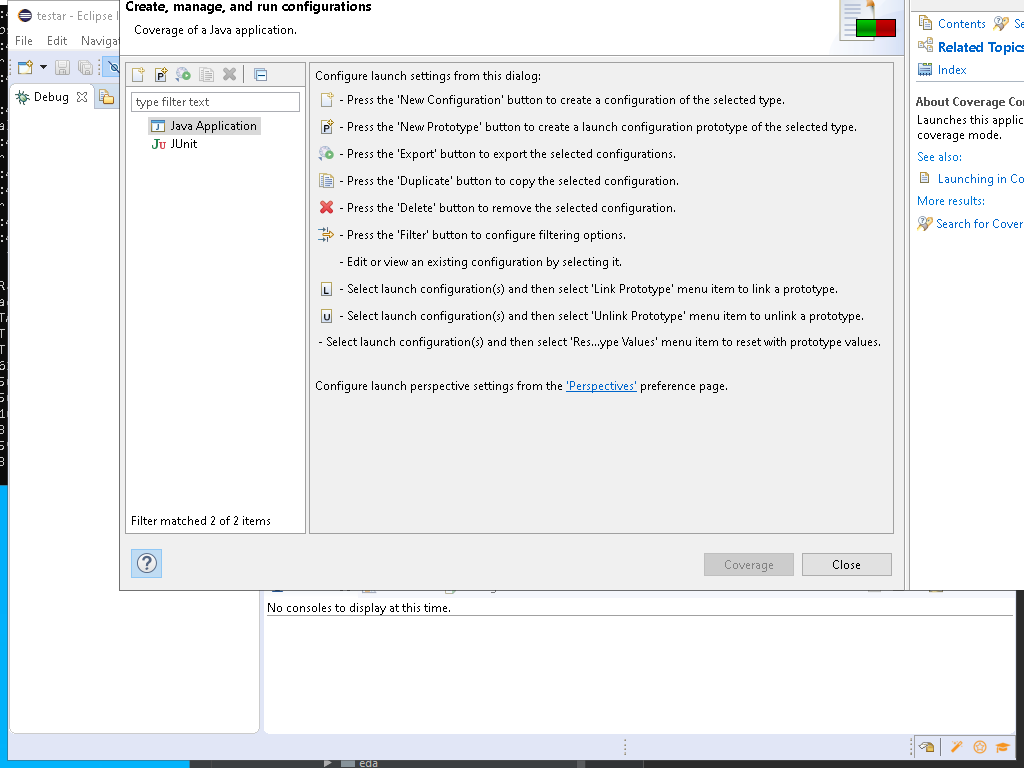 Create, manage, and run configurations
Coverage of a Java application.
testar - Eclipse I
File Edit Navigat
Debug
type filter text
Java Application
JUnit
Filter matched 2 of 2 items
Configure launch settings from this dialog:
- Press the 'New Configuration' button to create a configuration of the selected type.
- Press the 'New Prototype' button to create a launch configuration prototype of the selected type.
- Press the 'Export' button to export the selected configurations.
- Press the 'Duplicate' button to copy the selected configuration.
- Press the 'Delete' button to remove the selected configuration.
- Press the 'Filter' button to configure filtering options.
- Edit or view an existing configuration by selecting it.
L - Select launch configuration(s) and then select 'Link Prototype' menu item to link a prototype.
U - Select launch configuration(s) and then select 'Unlink Prototype' menu item to unlink a prototype.
- Select launch configuration(s) and then select 'Res...ype Values' menu item to reset with prototype values.
Configure launch perspective settings from the 'Perspectives' preference page.
Coverage
Close
Contents Se
Related Topics
Index
About Coverage Co
Launches this applic
coverage mode.
See also:
Launching in Co
More results:
Search for Cover
No consoles to display at this time.
eda